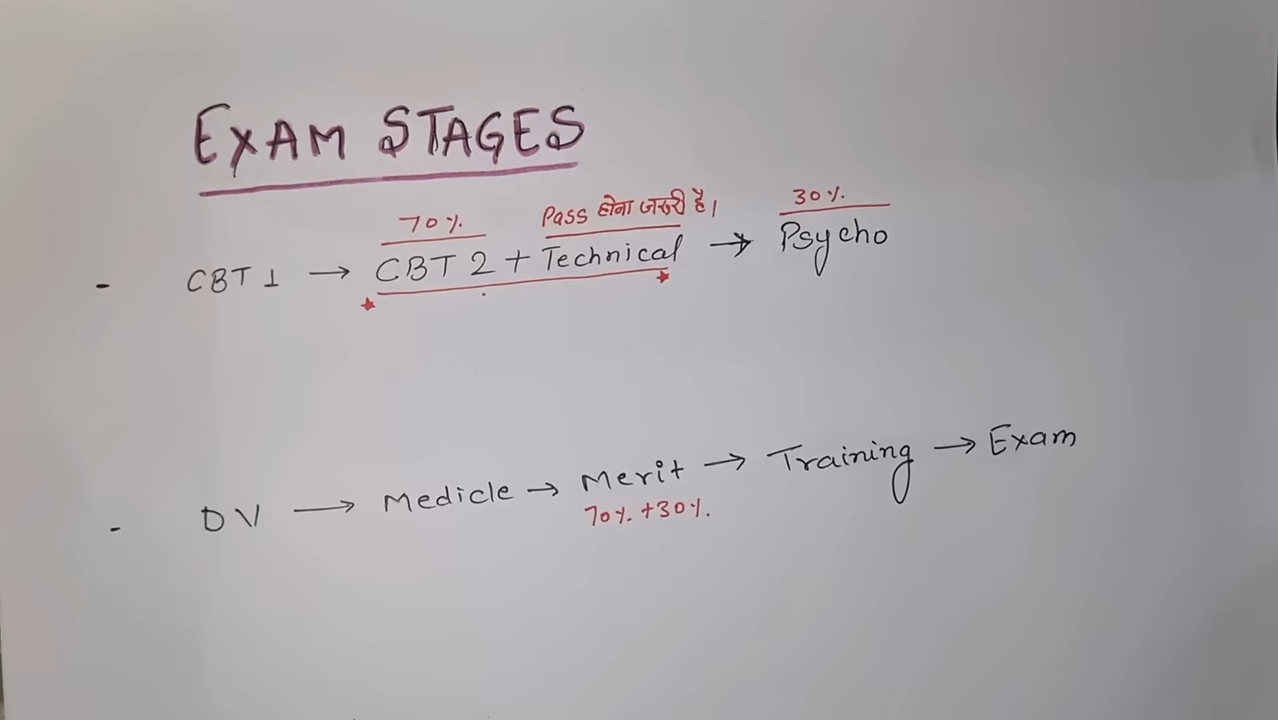 EXAM STAGES
70% Pass होना जरुरी है। 30%
- CBT 1 → CBT 2 + Technical → Psycho
- DV → Medicle → Merit → Training → Exam
70% + 30%